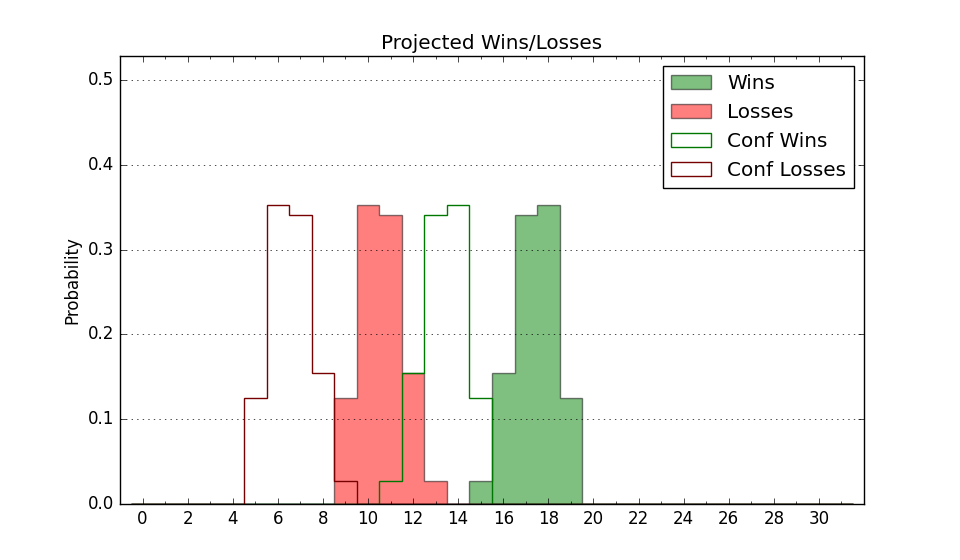 Projected Wins/Losses
Probability
0.5
0.4
0.3
0.2
0.1
0.0
Wins
Losses
Conf Wins
Conf Losses
0 2 4 6 8 10 12 14 16 18 20 22 24 26 28 30